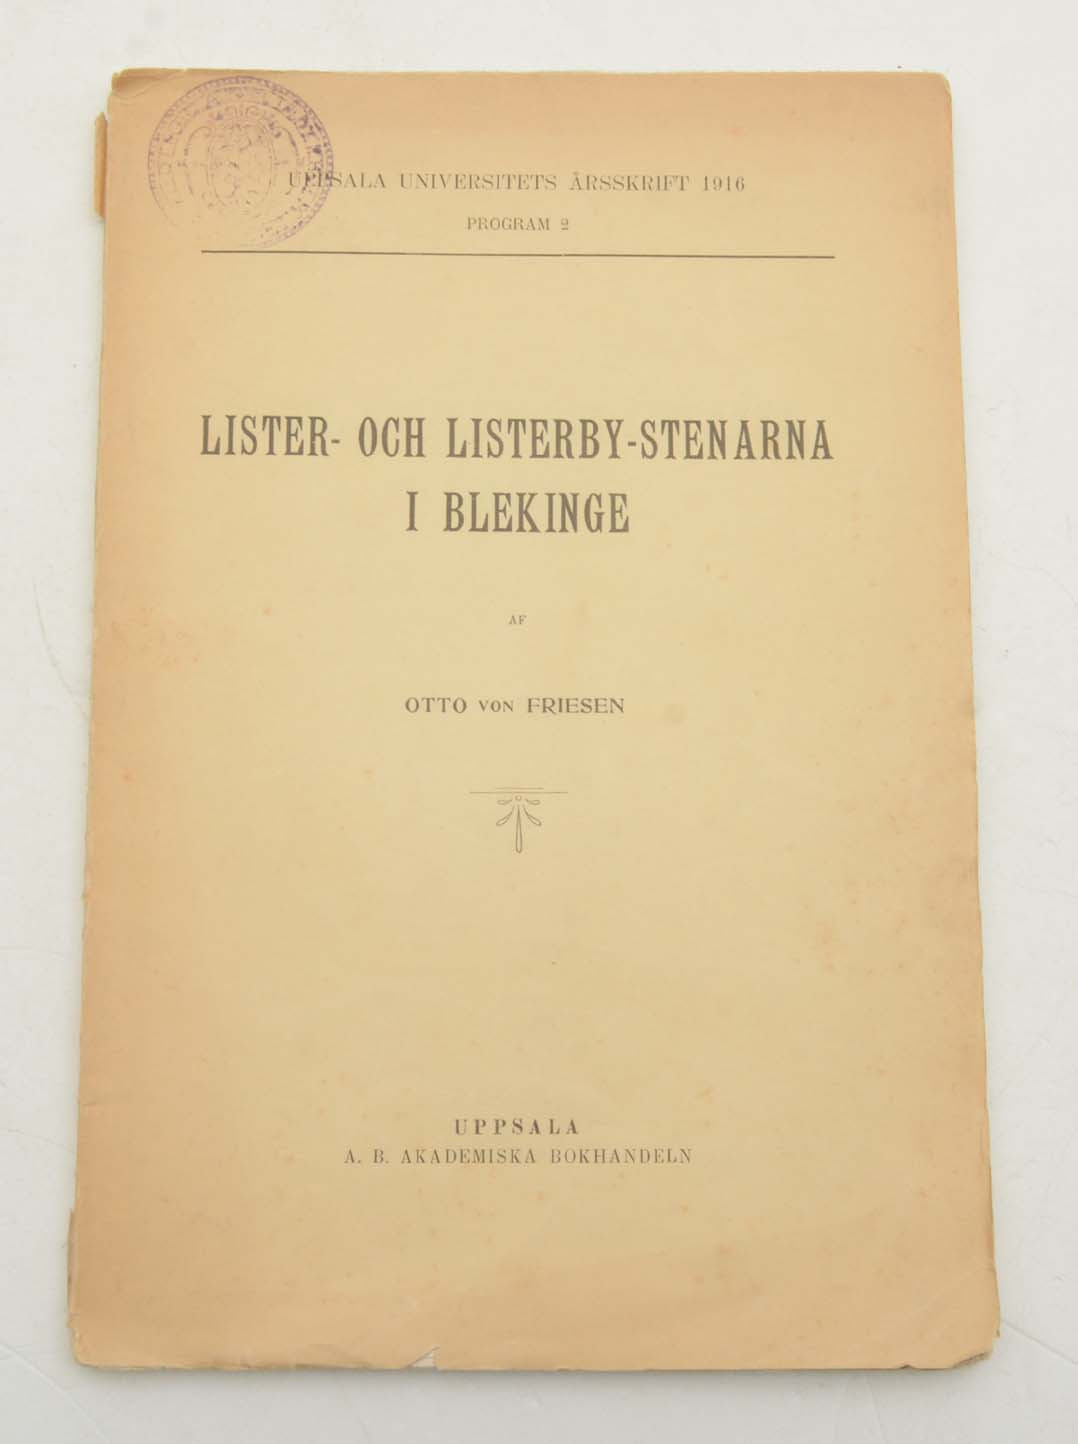 UPPSALA UNIVERSITETS ÅRSSKRIFT 1916
PROGRAM 2
LISTER- OCH LISTERBY-STENARNA
I BLEKINGE
AF
OTTO VON FRIESEN
UPPSALA
A. B. AKADEMISKA BOKHANDELN